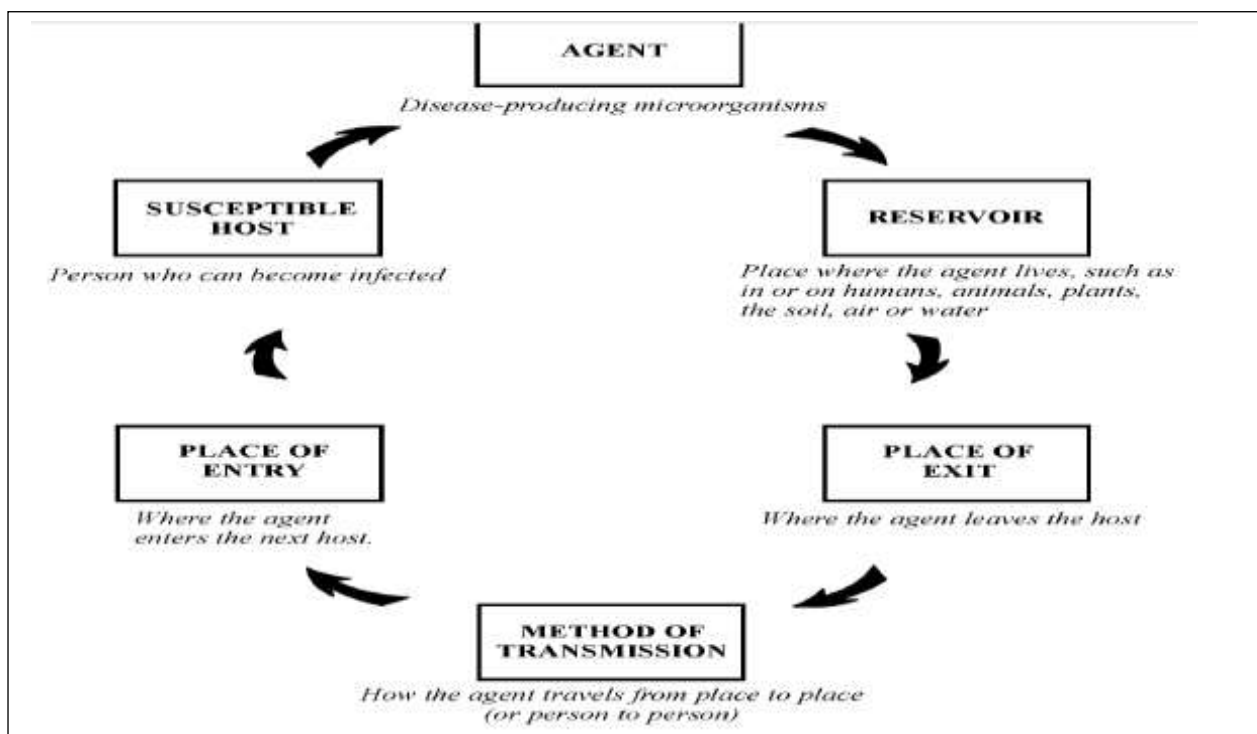 AGENT
Disease-producing microorganisms
SUSCEPTIBLE
HOST
Person who can become infected
RESERVOIR
Place where the agent lives, such as
in or on humans, animals, plants,
the soil, air or water
PLACE OF
ENTRY
Where the agent
enters the next host.
PLACE OF
EXIT
Where the agent leaves the host
METHOD OF
TRANSMISSION
How the agent travels from place to place
(or person to person)